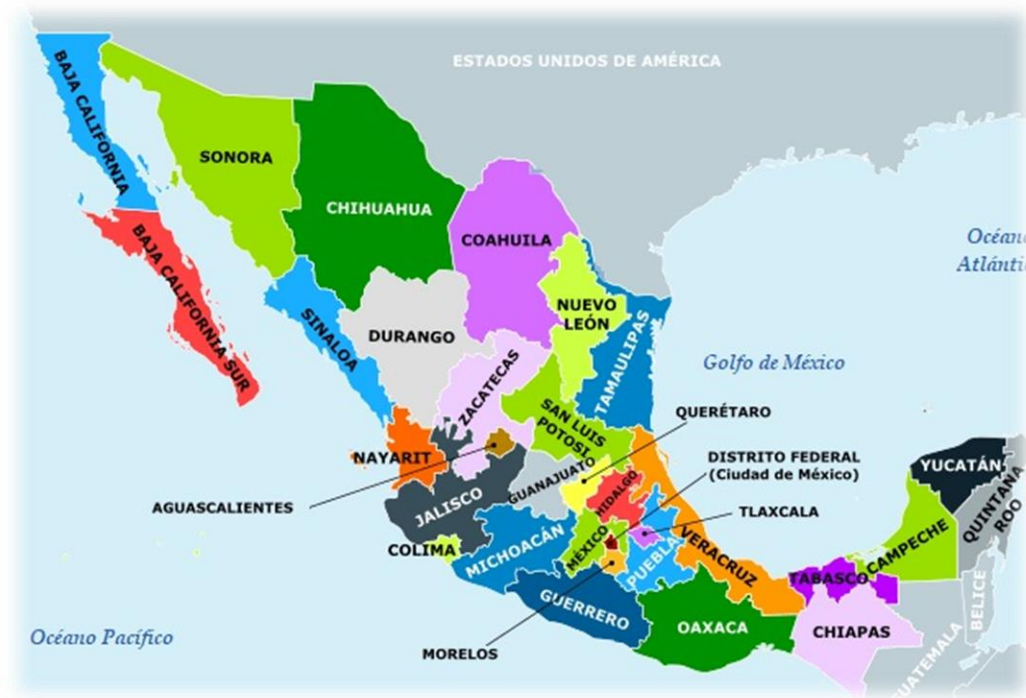 ESTADOS UNIDOS DE AMÉRICA
BAJA CALIFORNIA
SONORA
CHIHUAHUA
COAHUILA
BAJA CALIFORNIA SUR
SINALOA
DURANGO
NUEVO
LEÓN
TAMAULIPAS
Océano
Atlántic
Golfo de México
ZACATECAS
SAN LUIS
POTOSI
QUERÉTARO
NAYARIT
AGUASCALIENTES
GUANAJUATO
HIDALGO
DISTRITO FEDERAL
(Ciudad de México)
TLAXCALA
JALISCO
COLIMA
MICHOACÁN
MÉXICO
PUEBLA
VERACRUZ
YUCATÁN
QUINTANA
ROO
CAMPECHE
TABASCO
GUERRERO
MORELOS
OAXACA
CHIAPAS
BELICE
GUATEMALA
Océano Pacífico